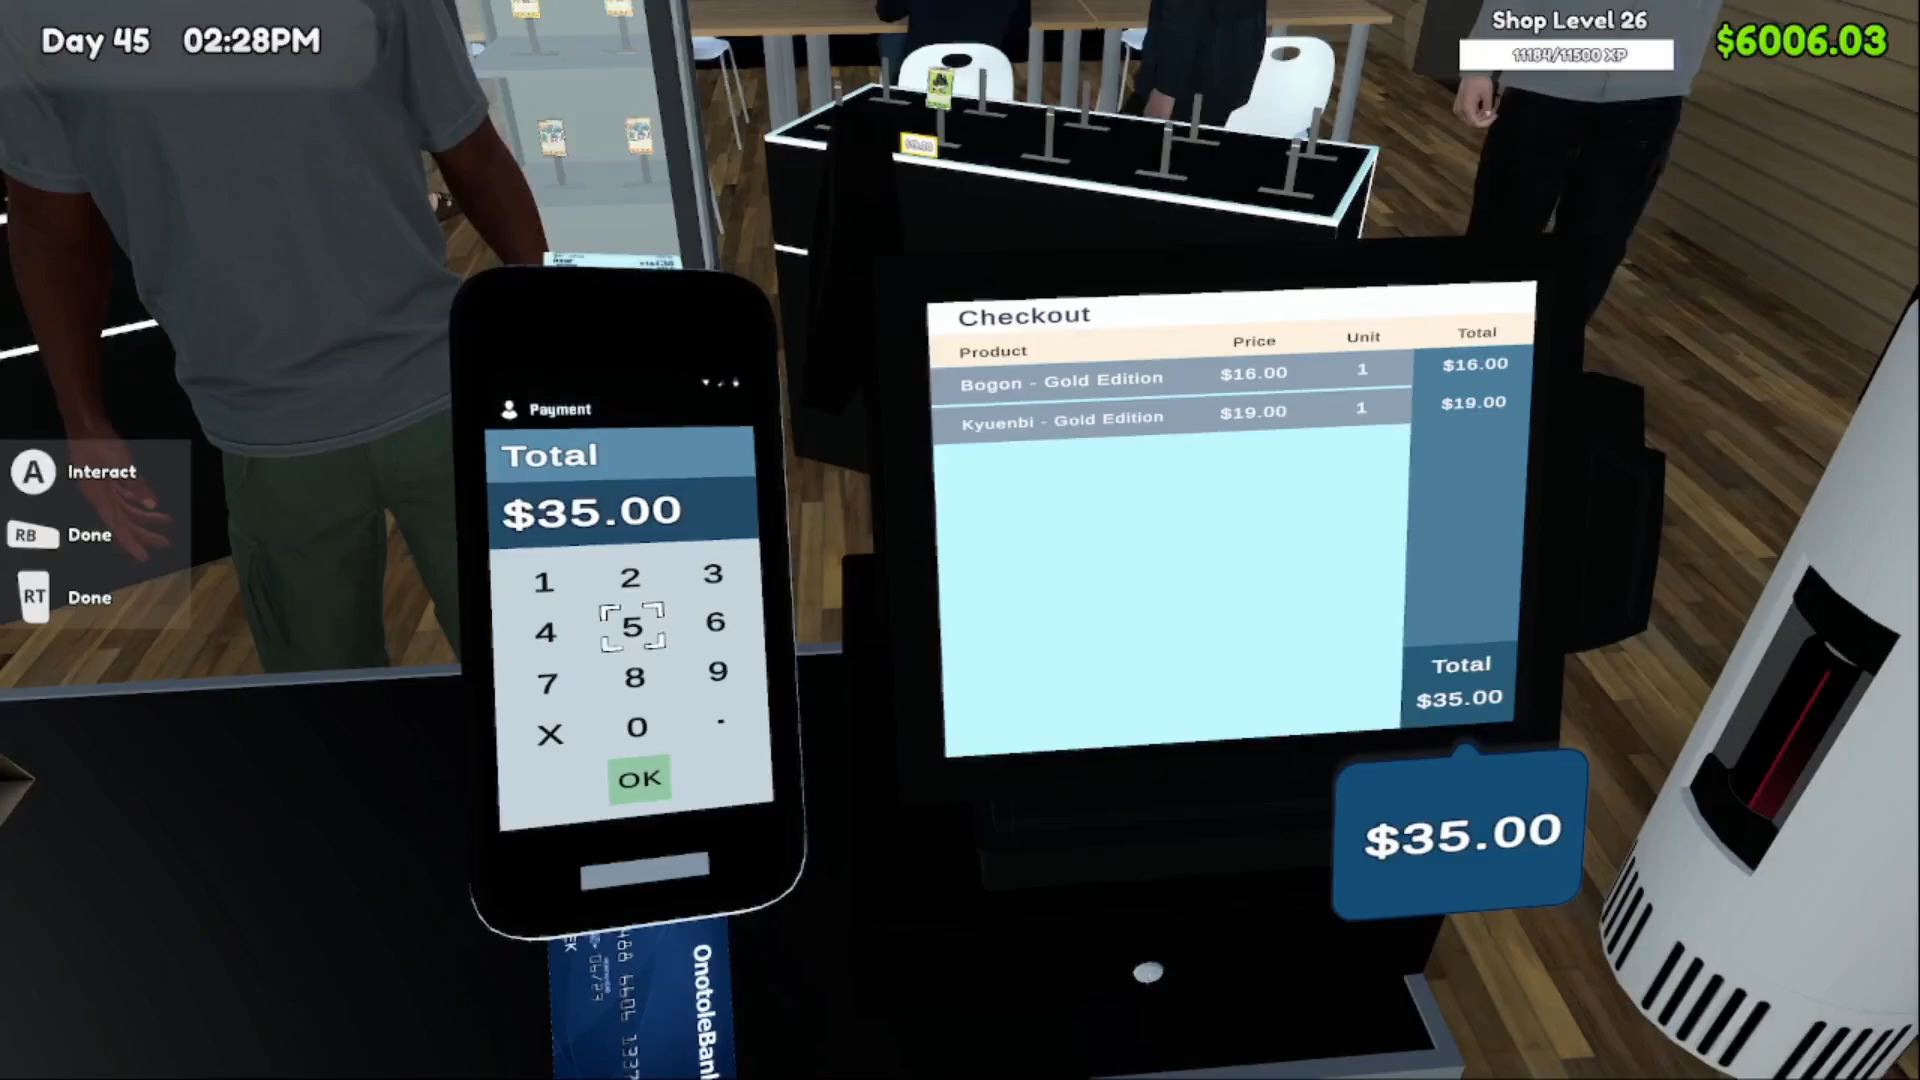 Day 45 02:28PM
Shop Level 26
11184/11500 XP
$6006.03
A Interact
RB Done
RT Done
Payment
Total
$35.00
1 2 3
4 5 6
7 8 9
X 0 .
OK
Checkout
Product Price Unit Total
Bogon - Gold Edition $16.00 1 $16.00
Kyuenbi - Gold Edition $19.00 1 $19.00
Total
$35.00
$35.00
OnotoleBank